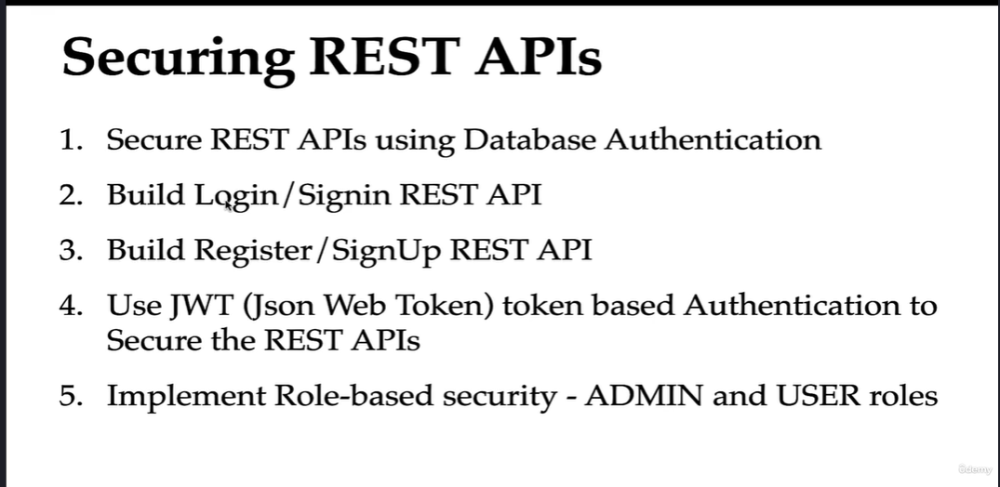 Securing REST APIs
1. Secure REST APIs using Database Authentication
2. Build Login/Signin REST API
3. Build Register/SignUp REST API
4. Use JWT (Json Web Token) token based Authentication to
Secure the REST APIs
5. Implement Role-based security - ADMIN and USER roles
ûdemy